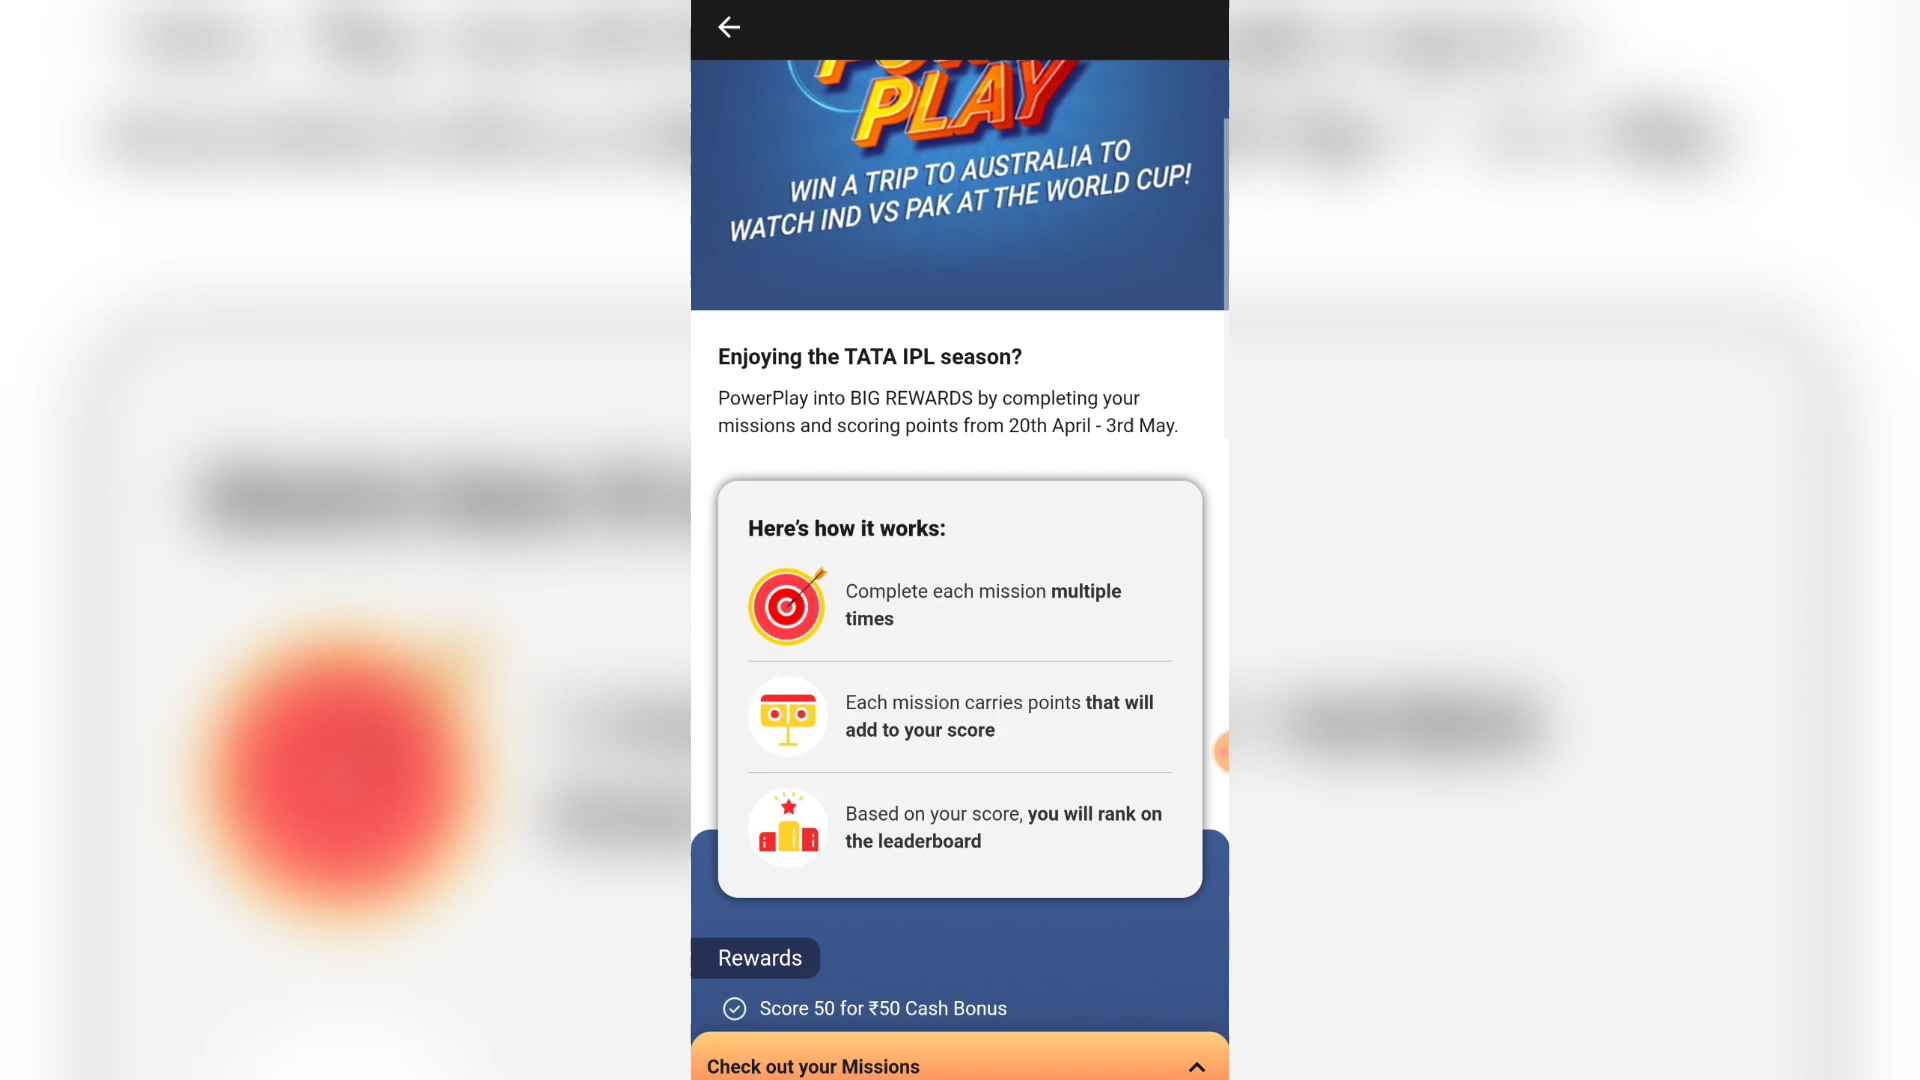 PLAY
WIN A TRIP TO AUSTRALIA TO
WATCH IND VS PAK AT THE WORLD CUP!
Enjoying the TATA IPL season?
PowerPlay into BIG REWARDS by completing your
missions and scoring points from 20th April - 3rd May.
Here's how it works:
Complete each mission multiple
times
Each mission carries points that will
add to your score
Based on your score, you will rank on
the leaderboard
Rewards
Score 50 for ₹50 Cash Bonus
Check out your Missions